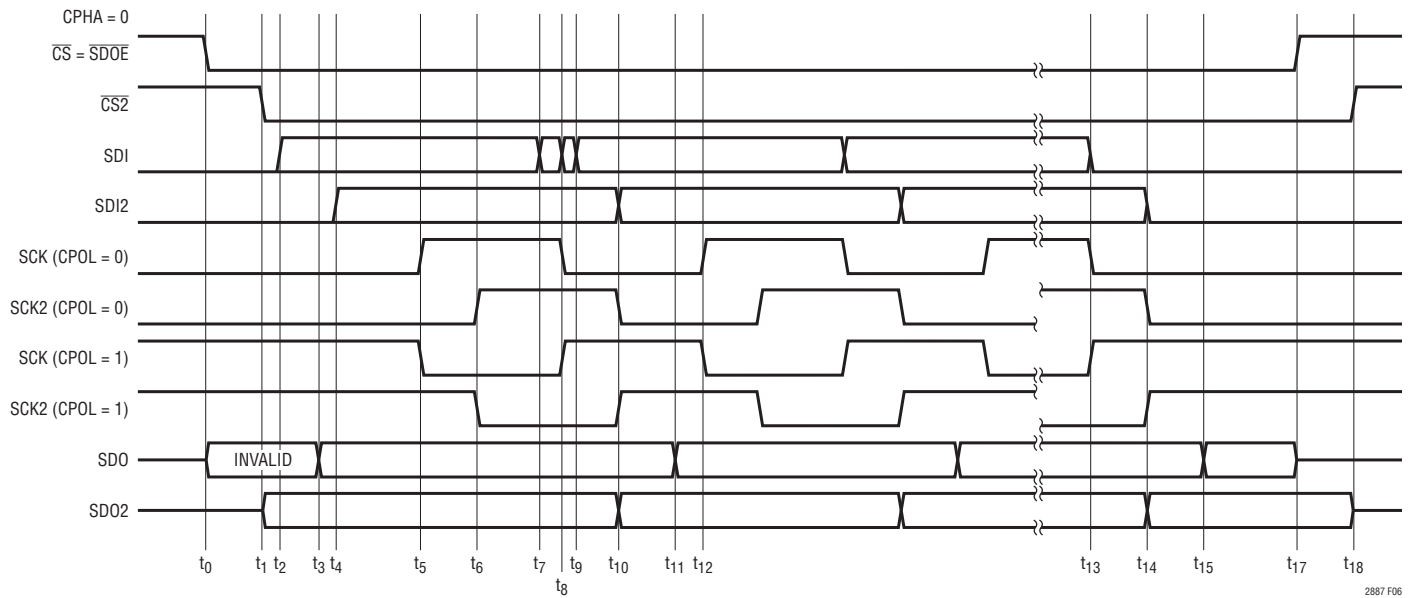 CPHA = 0
CS = SDOE
CS2
SDI
SDI2
SCK (CPOL = 0)
SCK2 (CPOL = 0)
SCK (CPOL = 1)
SCK2 (CPOL = 1)
SDO
INVALID
SDO2
t0 t1 t2 t3 t4 t5 t6 t7 t8 t9 t10 t11 t12 t13 t14 t15 t17 t18
2887 F06